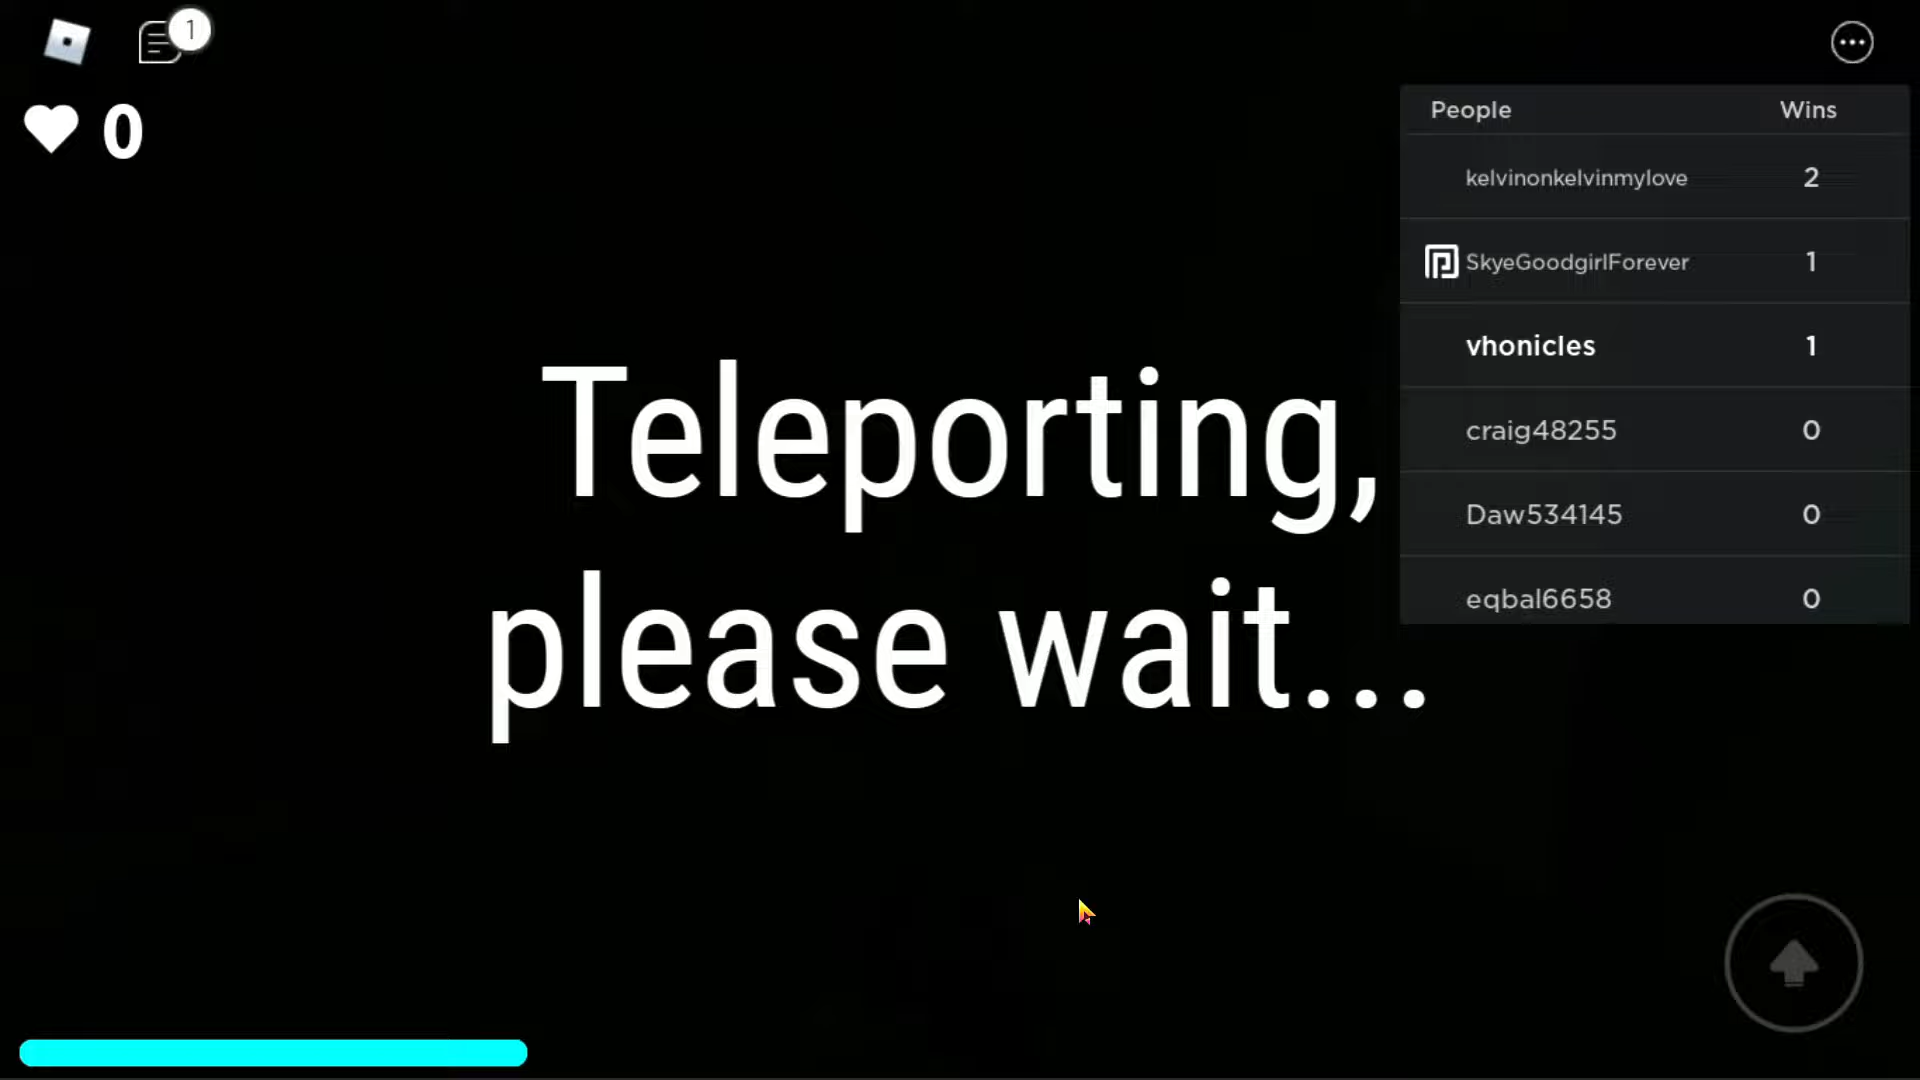 1
0
People Wins
kelvinonkelvinmylove 2
SkyeGoodgirlForever 1
vhonicles 1
craig48255 0
Daw534145 0
eqbal6658 0
Teleporting,
please wait...